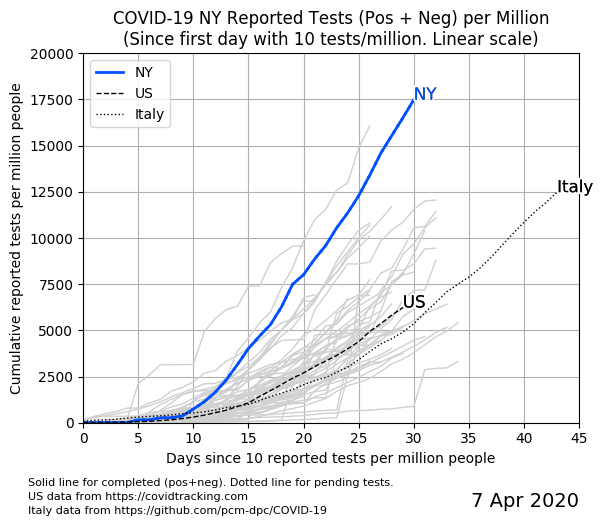 COVID-19 NY Reported Tests (Pos + Neg) per Million
(Since first day with 10 tests/million. Linear scale)
Cumulative reported tests per million people
20000
17500
15000
12500
10000
7500
5000
2500
0
NY
US
Italy
NY
Italy
US
0 5 10 15 20 25 30 35 40 45
Days since 10 reported tests per million people
Solid line for completed (pos+neg). Dotted line for pending tests.
US data from https://covidtracking.com
Italy data from https://github.com/pcm-dpc/COVID-19
7 Apr 2020